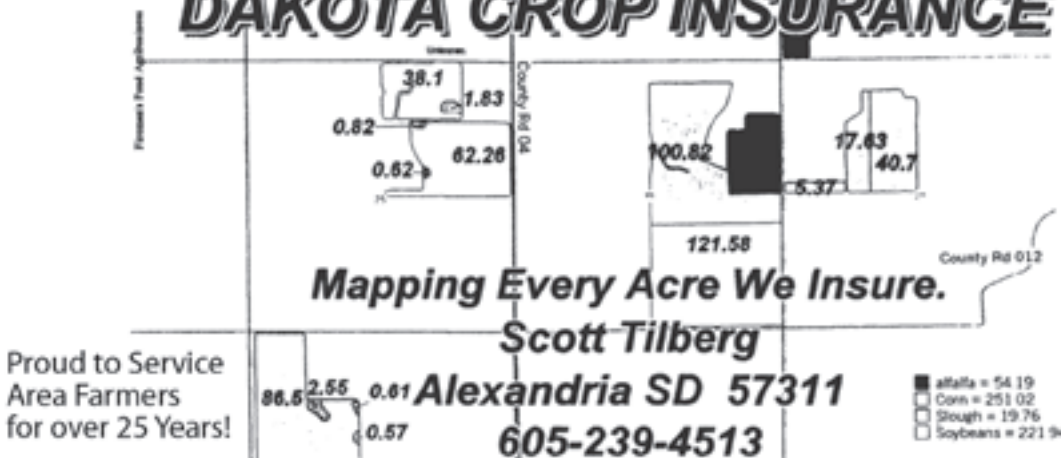 DAKOTA CROP INSURANCE
38.1
1.83
County Rd 04
0.82
62.26
0.62
100.82
17.63
40.7
5.37
121.58
County Rd 012
Mapping Every Acre We Insure.
Scott Tilberg
Proud to Service
Area Farmers
for over 25 Years!
86.5
2.55
0.61
0.57
Alexandria SD 57311
605-239-4513
alfalfa = 54 19
Corn = 251 02
Slough = 19.76
Soybeans = 221 94